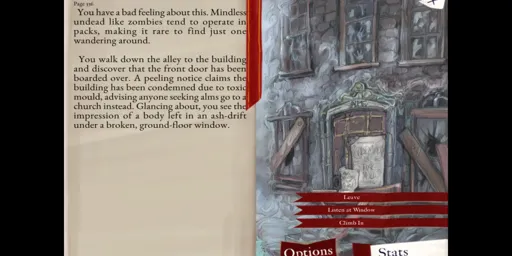 Page 336
You have a bad feeling about this. Mindless
undead like zombies tend to operate in
packs, making it rare to find just one
wandering around.
You walk down the alley to the building
and discover that the front door has been
boarded over. A peeling notice claims the
building has been condemned due to toxic
mould, advising anyone seeking alms go to a
church instead. Glancing about, you see the
impression of a body left in an ash-drift
under a broken, ground-floor window.
Leave
Listen at Window
Climb In
Options
Stats